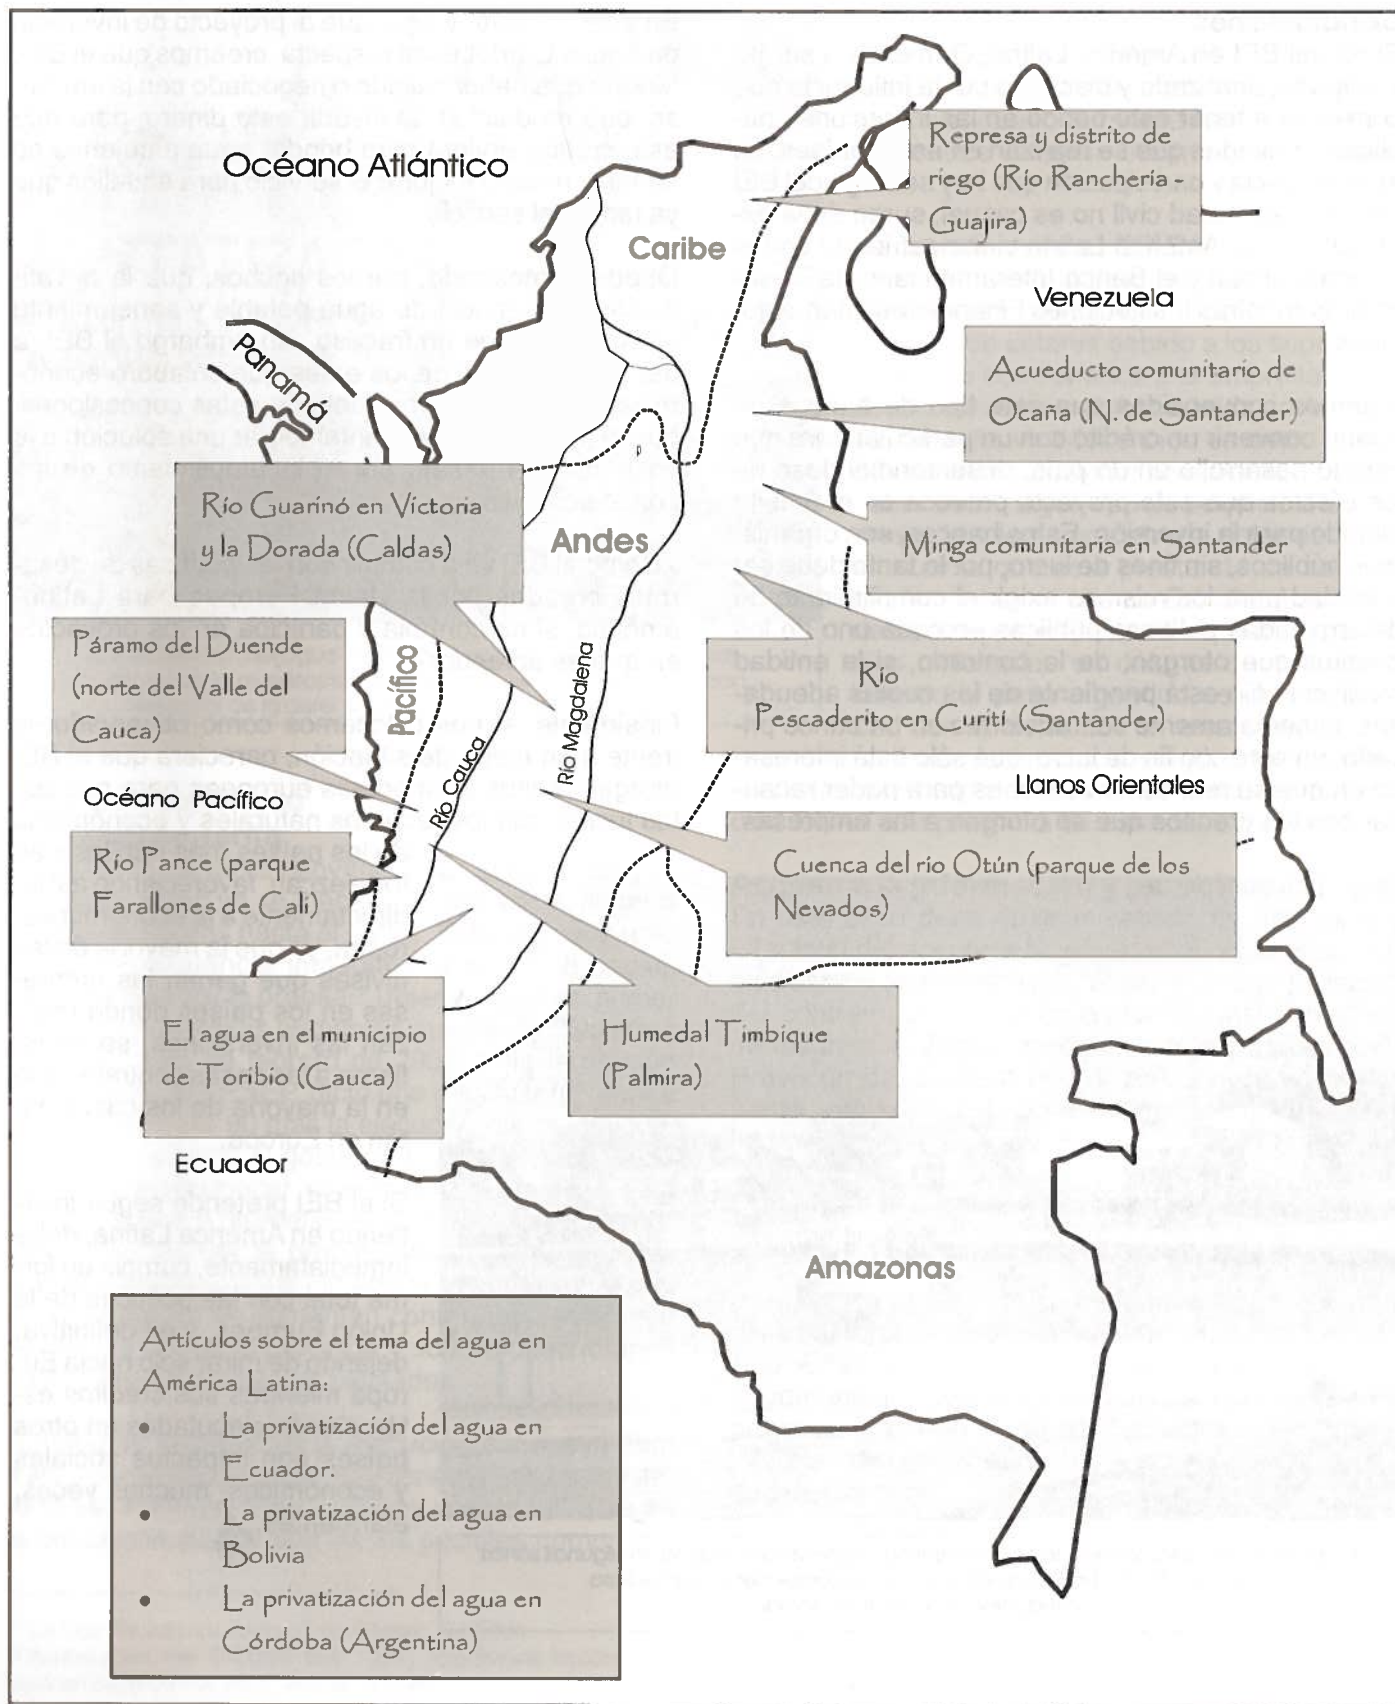 Océano Atlántico
Represa y distrito de
riego (Río Ranchería -
Guajira)
Caribe
Venezuela
Panamá
Acueducto comunitario de
Ocaña (N. de Santander)
Río Guarinó en Victoria
y la Dorada (Caldas)
Andes
Minga comunitaria en Santander
Páramo del Duende
(norte del Valle del
Cauca)
Pacífico
Río Cauca
Río Magdalena
Río
Pescaderito en Curití (Santander)
Océano Pacífico
Llanos Orientales
Río Pance (parque
Farallones de Cali)
Cuenca del río Otún (parque de los
Nevados)
El agua en el municipio
de Toribio ((Cauca)
Humedal Timbique
(Palmira)
Ecuador
Amazonas
Artículos sobre el tema del agua en
América Latina:
• La privatización del agua en
Ecuador.
• La privatización del agua en
Bolivia
• La privatización del agua en
Córdoba (Argentina)